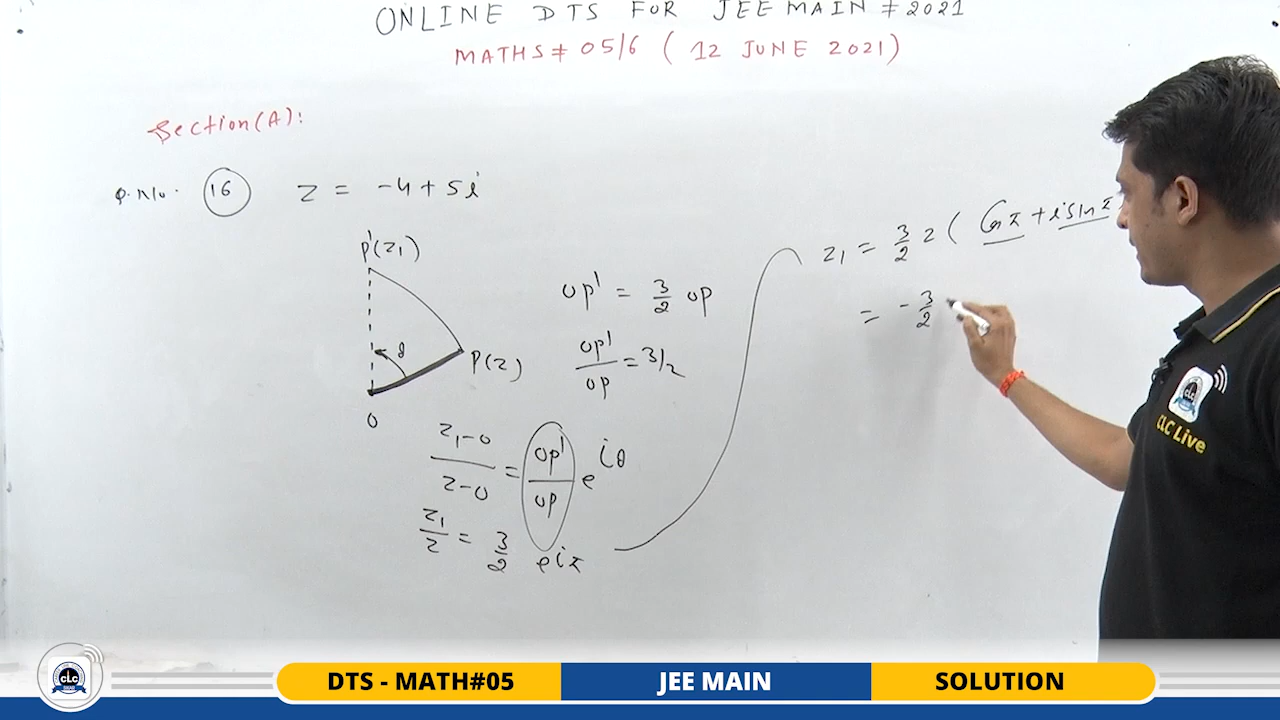 ONLINE DTS FOR JEE MAIN # 2021
MATHS # 05/6 ( 12 JUNE 2021)
Section(A):
Q.No. 16 z = -4+5i
P'(z₁)
θ
P(z)
O
OP' = 3/2 OP
OP'/OP = 3/2
z₁-0/z-0 = OP'/OP e^iθ
z₁/z = 3/2 e^iπ
z₁ = 3/2 z ( Cos π + i sin π
= -3/2
CLC Live
CLC
DTS - MATH#05
JEE MAIN
SOLUTION